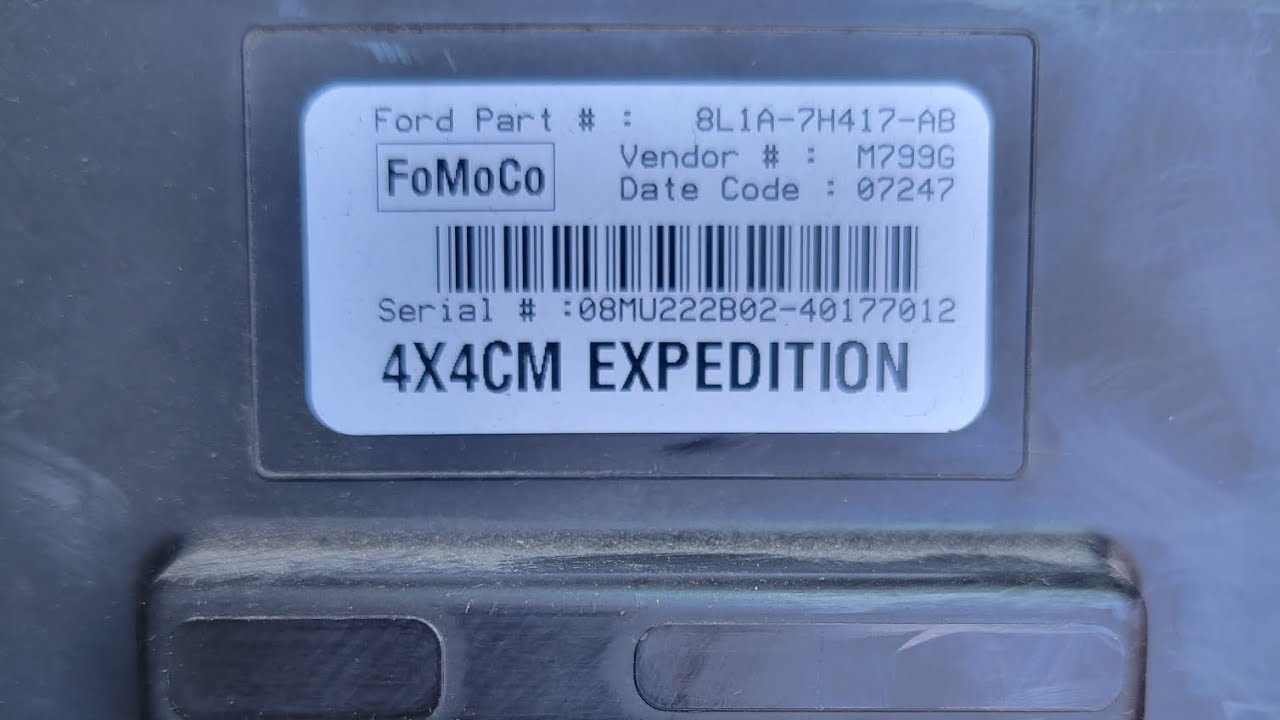 Ford Part # : 8L1A-7H417-AB
FoMoCo
Vendor # : M799G
Date Code : 07247
Serial # :08MU222B02-40177012
4X4CM EXPEDITION